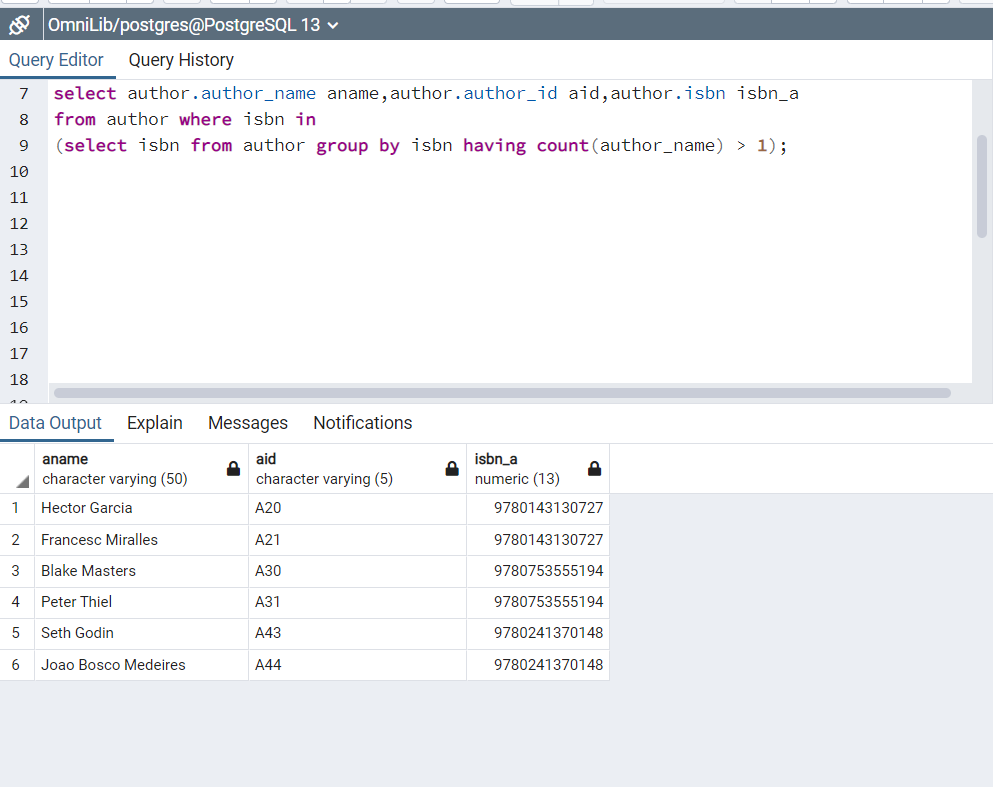 OmniLib/postgres@PostgreSQL 13
Query Editor Query History
7 select author.author_name aname,author.author_id aid,author.isbn isbn_a
8 from author where isbn in
9 (select isbn from author group by isbn having count(author_name) > 1);
10
11
12
13
14
15
16
17
18
Data Output Explain Messages Notifications
aname aid isbn_a
character varying (50) character varying (5) numeric (13)
1 Hector Garcia A20 9780143130727
2 Francesc Miralles A21 9780143130727
3 Blake Masters A30 9780753555194
4 Peter Thiel A31 9780753555194
5 Seth Godin A43 9780241370148
6 Joao Bosco Medeires A44 9780241370148